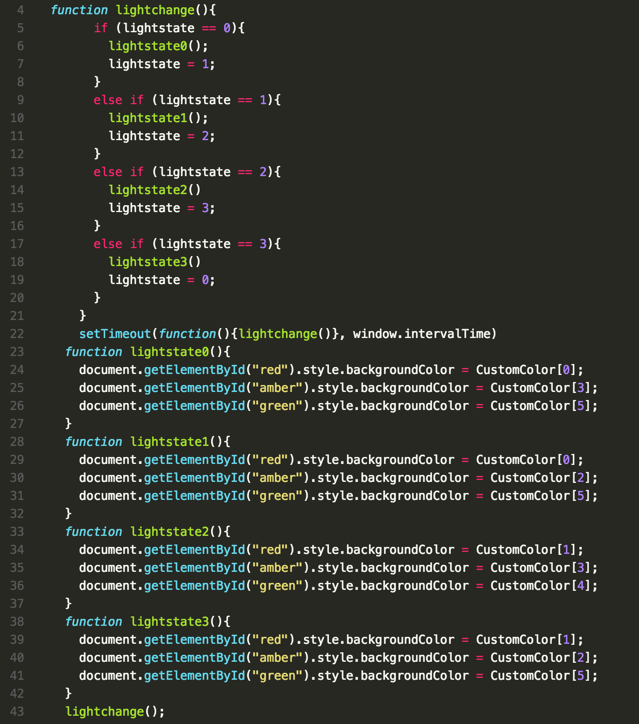 4 function lightchange(){
5 if (lightstate == 0){
6 lightstate0();
7 lightstate = 1;
8 }
9 else if (lightstate == 1){
10 lightstate1();
11 lightstate = 2;
12 }
13 else if (lightstate == 2){
14 lightstate2()
15 lightstate = 3;
16 }
17 else if (lightstate == 3){
18 lightstate3()
19 lightstate = 0;
20 }
21 }
22 setTimeout(function(){lightchange()}, window.intervalTime)
23 function lightstate0(){
24 document.getElementById("red").style.backgroundColor = CustomColor[0];
25 document.getElementById("amber").style.backgroundColor = CustomColor[3];
26 document.getElementById("green").style.backgroundColor = CustomColor[5];
27 }
28 function lightstate1(){
29 document.getElementById("red").style.backgroundColor = CustomColor[0];
30 document.getElementById("amber").style.backgroundColor = CustomColor[2];
31 document.getElementById("green").style.backgroundColor = CustomColor[5];
32 }
33 function lightstate2(){
34 document.getElementById("red").style.backgroundColor = CustomColor[1];
35 document.getElementById("amber").style.backgroundColor = CustomColor[3];
36 document.getElementById("green").style.backgroundColor = CustomColor[4];
37 }
38 function lightstate3(){
39 document.getElementById("red").style.backgroundColor = CustomColor[1];
40 document.getElementById("amber").style.backgroundColor = CustomColor[2];
41 document.getElementById("green").style.backgroundColor = CustomColor[5];
42 }
43 lightchange();